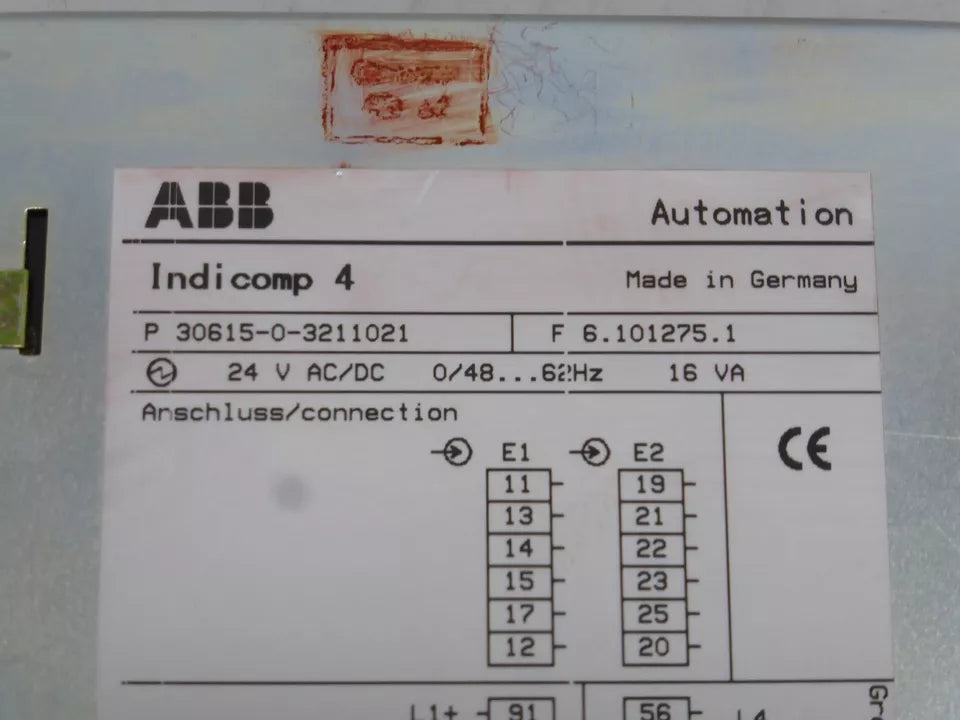 ABB
Automation
Indicomp 4
Made in Germany
P 30615-0-3211021
F 6.101275.1
24 V AC/DC 0/48...62Hz 16 VA
Anschluss/connection
CE
E1
E2
11
19
13
21
14
22
15
23
17
25
12
20
L1+
91
56
L4
Gr